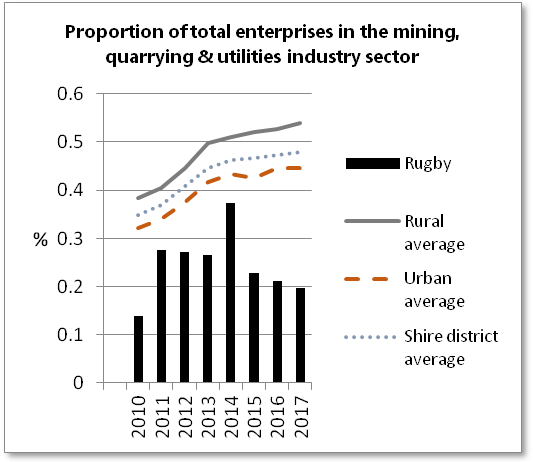 Proportion of total enterprises in the mining,
quarrying & utilities industry sector
0.6
0.5
0.4
0.3
0.2
0.1
0
%
2010
2011
2012
2013
2014
2015
2016
2017
Rugby
Rural
average
Urban
average
Shire district
average